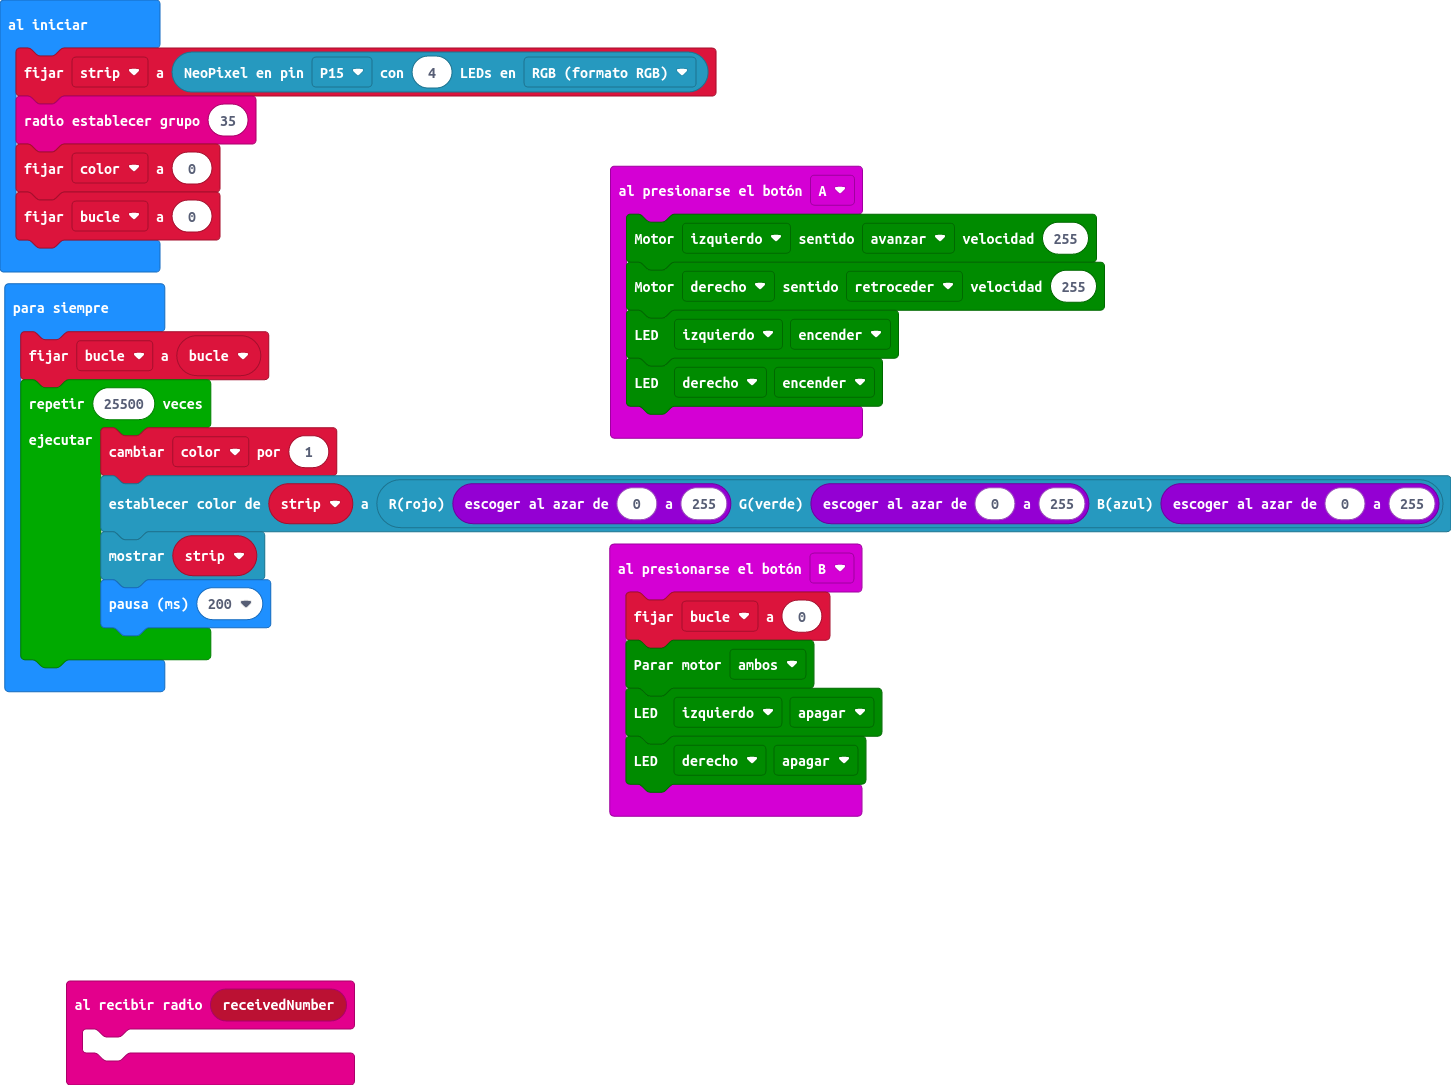 al iniciar
fijar strip a NeoPixel en pin P15 con 4 LEDs en RGB (formato RGB)
radio establecer grupo 35
fijar color a 0
fijar bucle a 0
para siempre
fijar bucle a bucle
repetir 25500 veces
ejecutar
cambiar color por 1
establecer color de strip a R(rojo) escoger al azar de 0 a 255 G(verde) escoger al azar de 0 a 255 B(azul) escoger al azar de 0 a 255
mostrar strip
pausa (ms) 200
al presionarse el botón A
Motor izquierdo sentido avanzar velocidad 255
Motor derecho sentido retroceder velocidad 255
LED izquierdo encender
LED derecho encender
al presionarse el botón B
fijar bucle a 0
Parar motor ambos
LED izquierdo apagar
LED derecho apagar
al recibir radio receivedNumber